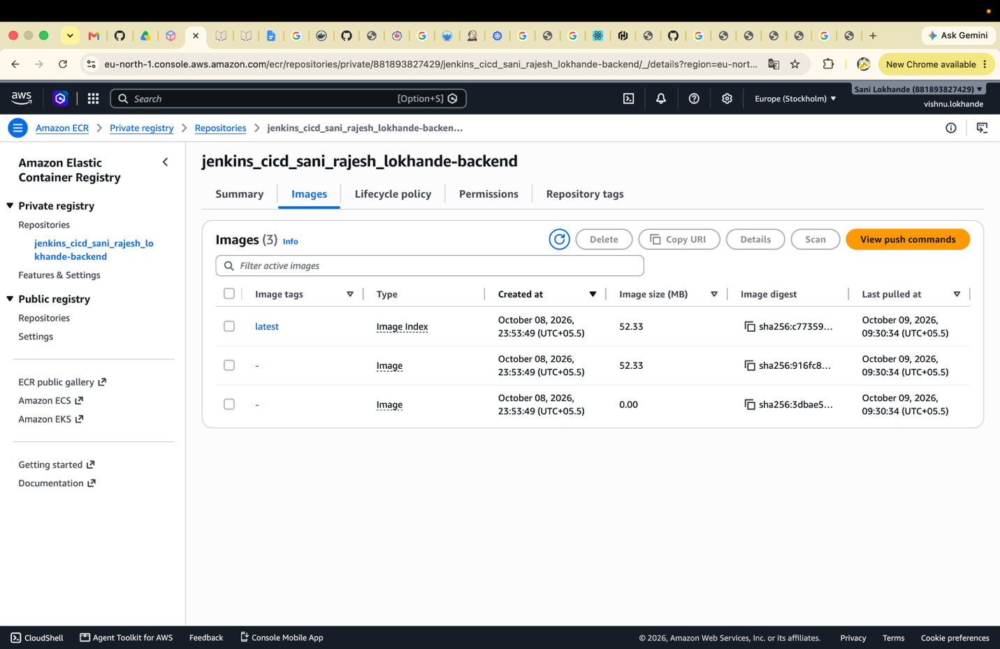 Ask Gemini
eu-north-1.console.aws.amazon.com/ecr/repositories/private/881893827429/jenkins_cicd_sani_rajesh_lokhande-backend/_/details?region=eu-nort...
New Chrome available
aws
Search
[Option+S]
Europe (Stockholm)
Sani Lokhande (881893827429)
vishnu.lokhande
Amazon ECR
Private registry
Repositories
jenkins_cicd_sani_rajesh_lokhande-backen...
Amazon Elastic
Container Registry
Private registry
Repositories
jenkins_cicd_sani_rajesh_lo
khande-backend
Features & Settings
Public registry
Repositories
Settings
ECR public gallery
Amazon ECS
Amazon EKS
Getting started
Documentation
jenkins_cicd_sani_rajesh_lokhande-backend
Summary
Images
Lifecycle policy
Permissions
Repository tags
Images (3) Info
Delete
Copy URI
Details
Scan
View push commands
Filter active images
Image tags Type Created at Image size (MB) Image digest Last pulled at
latest Image Index October 08, 2026, 23:53:49 (UTC+05.5) 52.33 sha256:c77359... October 09, 2026, 09:30:34 (UTC+05.5)
- Image October 08, 2026, 23:53:49 (UTC+05.5) 52.33 sha256:916fc8... October 09, 2026, 09:30:34 (UTC+05.5)
- Image October 08, 2026, 23:53:49 (UTC+05.5) 0.00 sha256:3dbae5... October 09, 2026, 09:30:34 (UTC+05.5)
CloudShell
Agent Toolkit for AWS
Feedback
Console Mobile App
© 2026, Amazon Web Services, Inc. or its affiliates.
Privacy
Terms
Cookie preferences